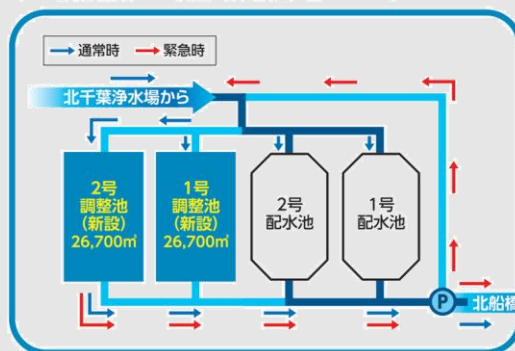 通常時 緊急時
北千葉浄水場から
2号
調整池
(新設)
26,700㎥
1号
調整池
(新設)
26,700㎥
2号
配水池
1号
配水池
P
北船橋